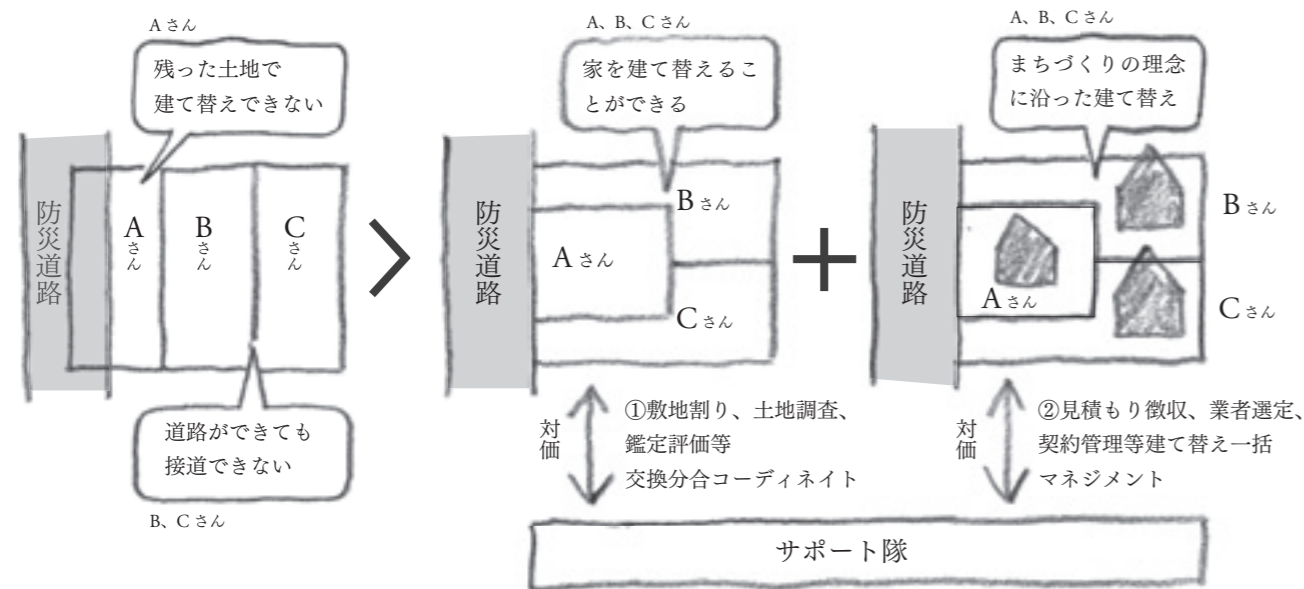 Aさん
残った土地で
建て替えできない
防災道路
Aさん
Bさん
Cさん
道路ができても
接道できない
B、Cさん
A、B、Cさん
家を建て替えるこ
とができる
防災道路
Aさん
Bさん
Cさん
対価
①敷地割り、土地調査、
鑑定評価等
交換分合コーディネイト
A、B、Cさん
まちづくりの理念
に沿った建て替え
防災道路
Aさん
Bさん
Cさん
対価
②見積もり徴収、業者選定、
契約管理等建て替え一括
マネジメント
サポート隊